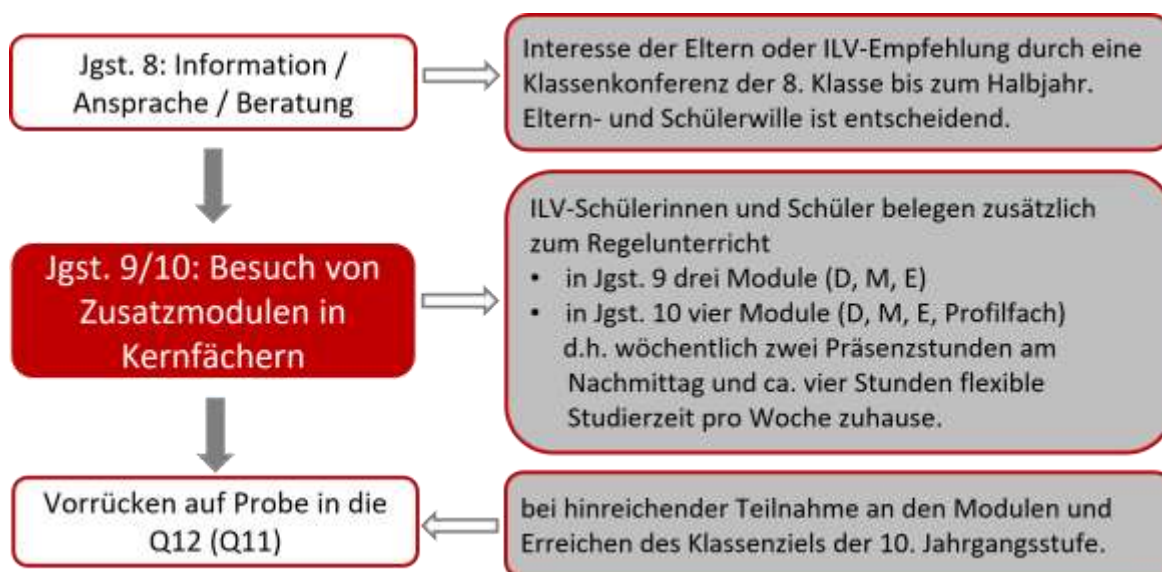 Jgst. 8: Information /
Ansprache / Beratung
Interesse der Eltern oder ILV-Empfehlung durch eine
Klassenkonferenz der 8. Klasse bis zum Halbjahr.
Eltern- und Schülerwille ist entscheidend.
Jgst. 9/10: Besuch von
Zusatzmodulen in
Kernfächern
ILV-Schülerinnen und Schüler belegen zusätzlich
zum Regelunterricht
• in Jgst. 9 drei Module (D, M, E)
• in Jgst. 10 vier Module (D, M, E, Profilfach)
d.h. wöchentlich zwei Präsenzstunden am
Nachmittag und ca. vier Stunden flexible
Studierzeit pro Woche zuhause.
Vorrücken auf Probe in die
Q12 (Q11)
bei hinreichender Teilnahme an den Modulen und
Erreichen des Klassenziels der 10. Jahrgangsstufe.